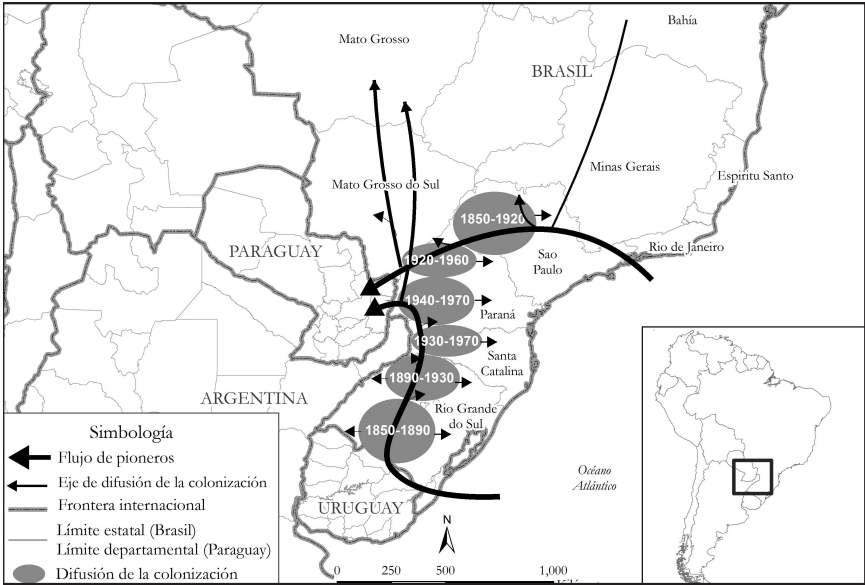 Bahía
Mato Grosso
BRASIL
Minas Gerais
Espiritu Santo
Mato Grosso do Sul
1850-1920
PARAGUAY
Rio de Janeiro
Sao
Paulo
1920-1960
1940-1970
Paraná
1930-1970
Santa
Catalina
1890-1930
ARGENTINA
Rio Grande
do Sul
1850-1890
Océano
Atlántico
URUGUAY
N
0 250 500 1,000
Simbología
Flujo de pioneros
Eje de difusión de la colonización
Frontera internacional
Límite estatal (Brasil)
Límite departamental (Paraguay)
Difusión de la colonización